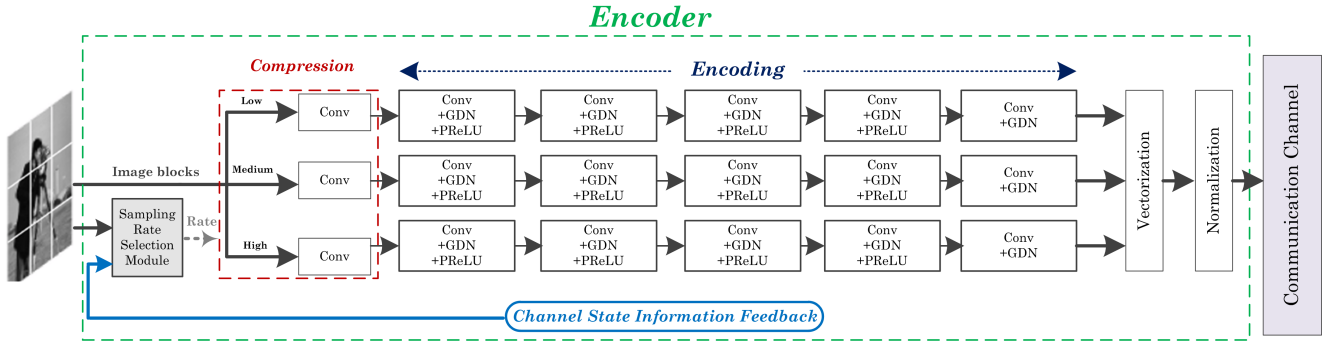 Encoder
Compression
Encoding
Low
Conv
Conv
+GDN
+PReLU
Conv
+GDN
+PReLU
Conv
+GDN
+PReLU
Conv
+GDN
+PReLU
Conv
+GDN
Image blocks
Medium
Conv
Conv
+GDN
+PReLU
Conv
+GDN
+PReLU
Conv
+GDN
+PReLU
Conv
+GDN
+PReLU
Conv
+GDN
Sampling
Rate
Selection
Module
Rate
High
Conv
Conv
+GDN
+PReLU
Conv
+GDN
+PReLU
Conv
+GDN
+PReLU
Conv
+GDN
+PReLU
Conv
+GDN
Vectorization
Normalization
Communication Channel
Channel State Information Feedback